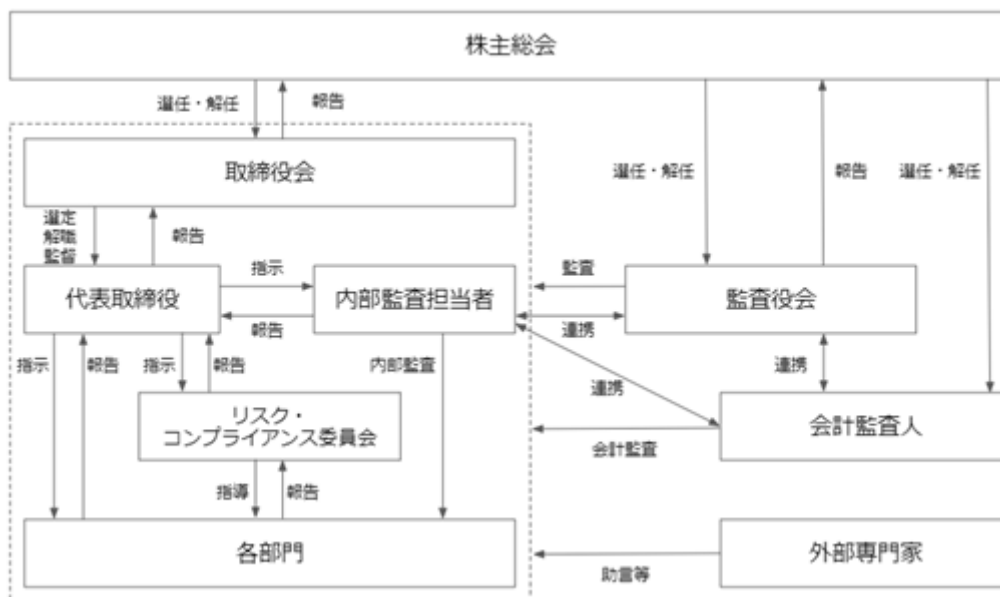 株主総会
選任・解任
報告
選任・解任
報告
選任・解任
取締役会
選定
解職
監督
報告
代表取締役
指示
報告
内部監査担当者
監査
連携
監査役会
指示
報告
指示
報告
内部監査
連携
連携
リスク・
コンプライアンス委員会
会計監査
会計監査人
指導
報告
各部門
助言等
外部専門家